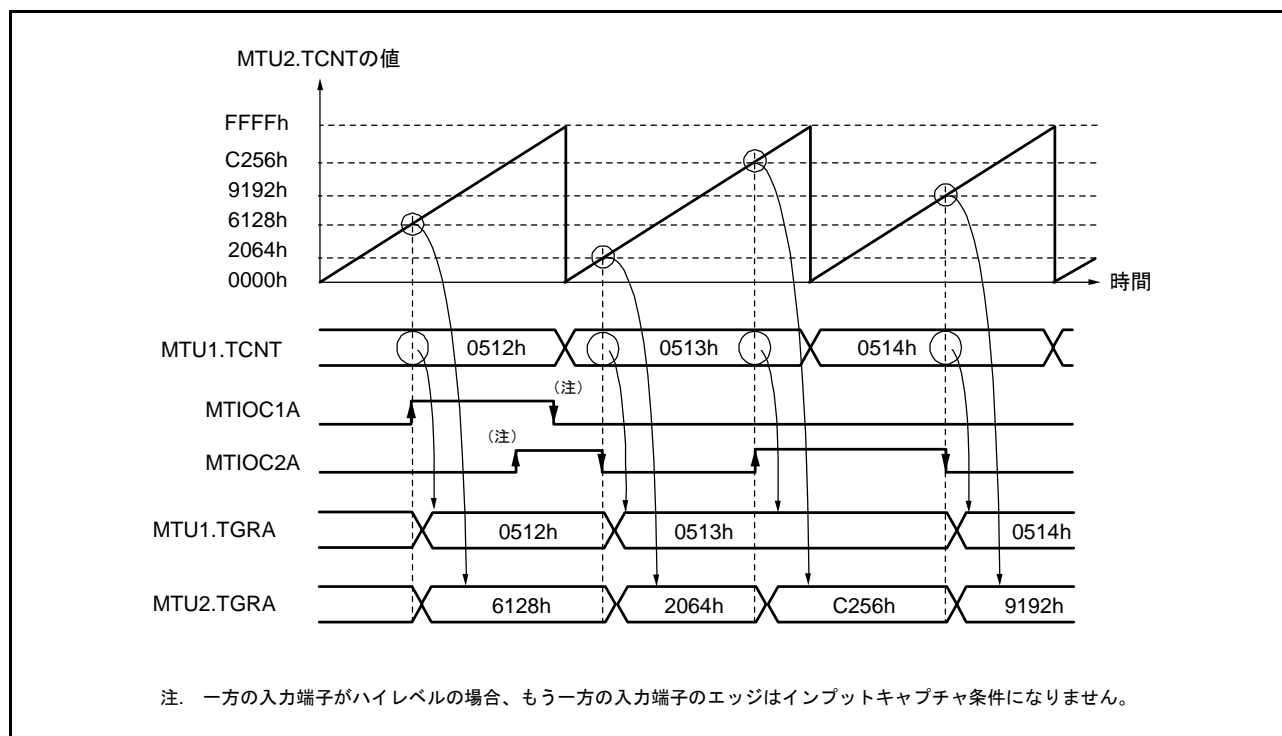 MTU2.TCNTの値
FFFFh
C256h
9192h
6128h
2064h
0000h
時間
MTU1.TCNT
0512h
0513h
0514h
MTIOC1A
（注）
MTIOC2A
（注）
MTU1.TGRA
0512h
0513h
0514h
MTU2.TGRA
6128h
2064h
C256h
9192h
注. 一方の入力端子がハイレベルの場合、もう一方の入力端子のエッジはインプットキャプチャ条件になりません。